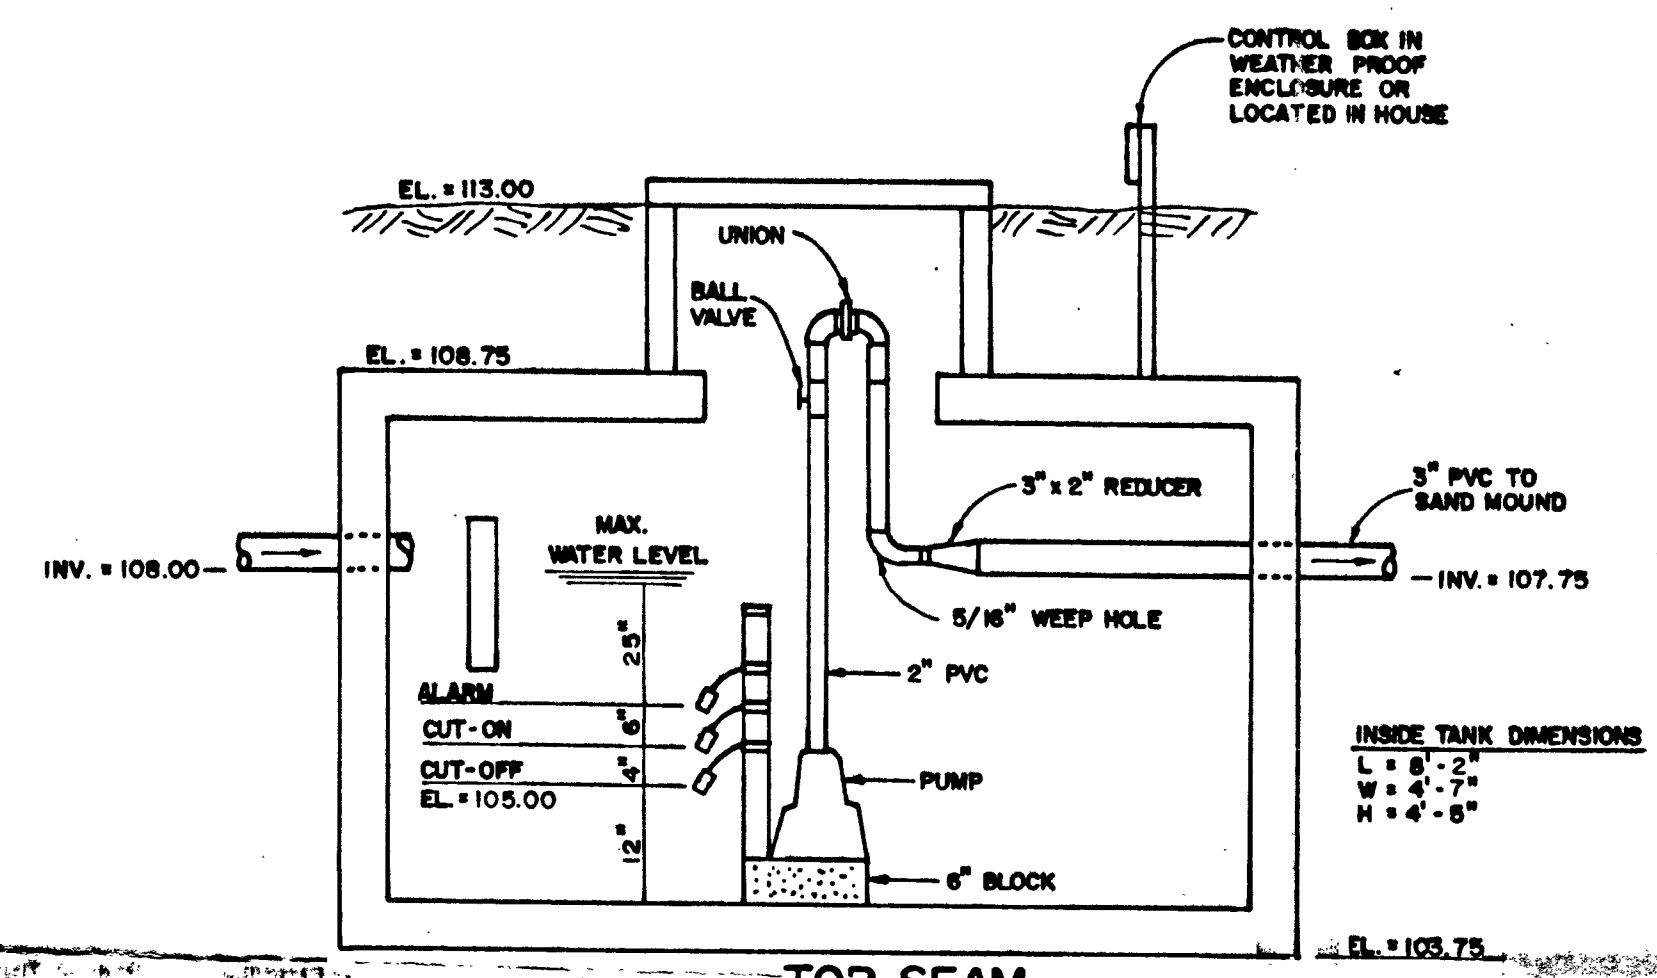 CONTROL BOX IN
WEATHER PROOF
ENCLOSURE OR
LOCATED IN HOUSE
EL. = 113.00
UNION
BALL
VALVE
EL. = 108.75
3" x 2" REDUCER
3" PVC TO
SAND MOUND
MAX.
WATER LEVEL
INV. = 108.00
INV. = 107.75
5/16" WEEP HOLE
25"
2" PVC
ALARM
6"
CUT-ON
CUT-OFF
4"
EL. = 105.00
PUMP
INSIDE TANK DIMENSIONS
L = 8'-2"
W = 4'-7"
H = 4'-5"
12"
6" BLOCK
EL. = 103.75
TOP SEAM